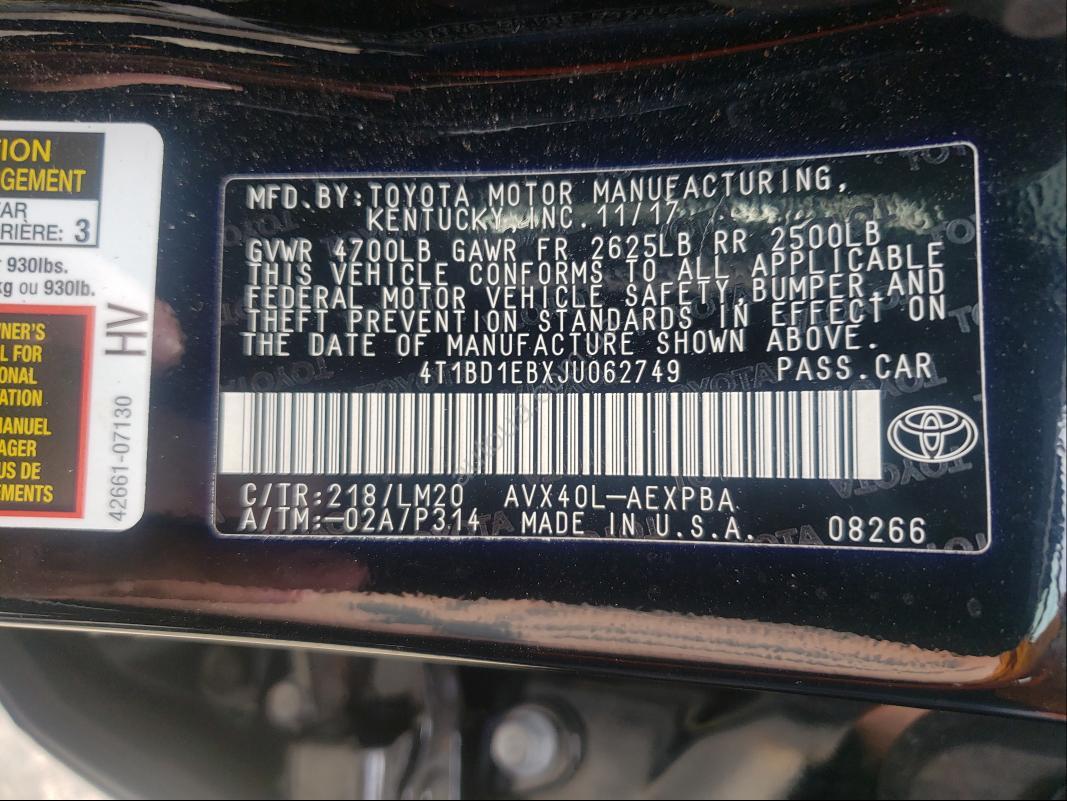 ION
GEMENT
TAR
RIÈRE: 3
930lbs.
kg ou 930lb.
NER'S
L FOR
ONAL
ATION
MANUEL
AGER
US DE
EMENTS
HV
42661-07130
MFD.BY:TOYOTA MOTOR MANUFACTURING,
KENTUCKY,INC.11/17
GVWR 4700LB GAWR FR 2625LB RR 2500LB
THIS VEHICLE CONFORMS TO ALL APPLICABLE
FEDERAL MOTOR VEHICLE SAFETY,BUMPER,AND
THEFT PREVENTION STANDARDS IN EFFECT ON
THE DATE OF MANUFACTURE SHOWN ABOVE.
4T1BD1EBXJU062749 PASS.CAR
C/TR:218/LM20 AVX40L-AEXPBA
A/TM:-02A/P314 MADE IN U.S.A. 08266